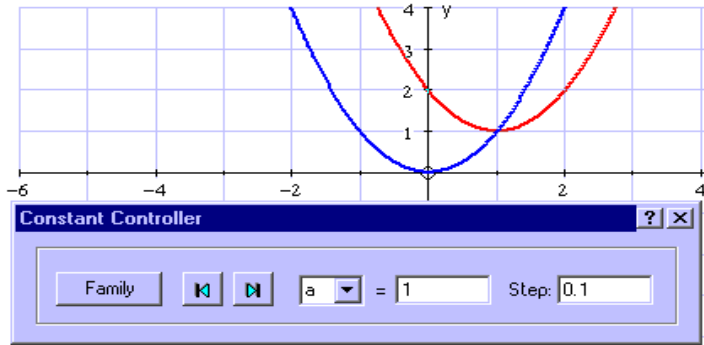 4 y
3
2
1
-6 -4 -2 0 2 4
Constant Controller ? ×
Family a = 1 Step: 0.1